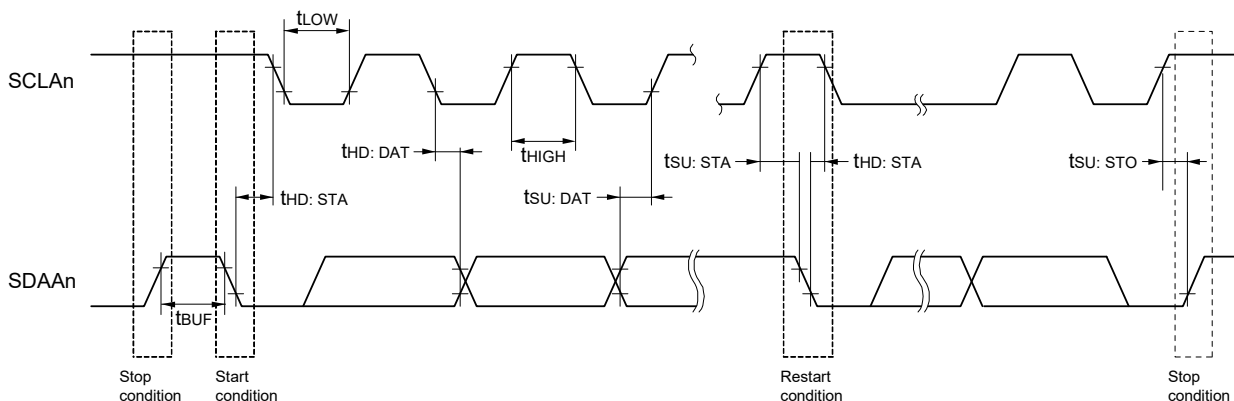 tLOW
SCLAn
tHD: DAT
tHIGH
tSU: STA
tHD: STA
tSU: STO
tHD: STA
tSU: DAT
SDAAn
tBUF
Stop
condition
Start
condition
Restart
condition
Stop
condition